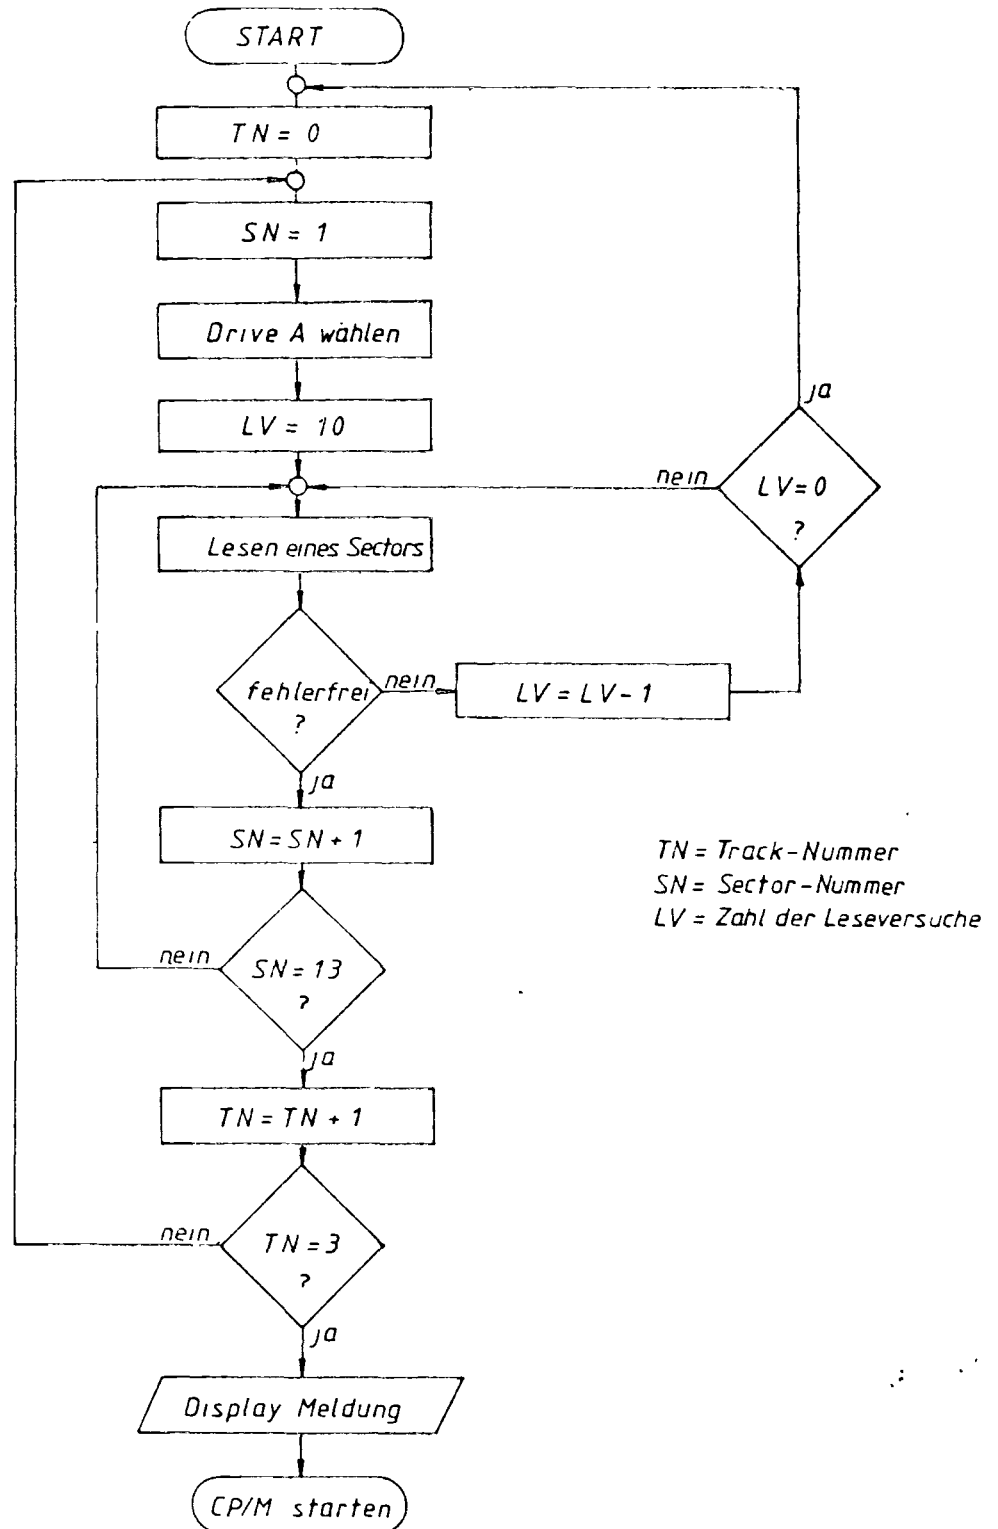 START
TN = 0
SN = 1
Drive A wählen
LV = 10
ja
nein
LV=0
?
Lesen eines Sectors
fehlerfrei
?
nein
LV = LV-1
ja
SN=SN+1
TN = Track-Nummer
SN = Sector-Nummer
LV = Zahl der Leseversuche
nein
SN=13
?
ja
TN=TN+1
nein
TN=3
?
ja
Display Meldung
CP/M starten